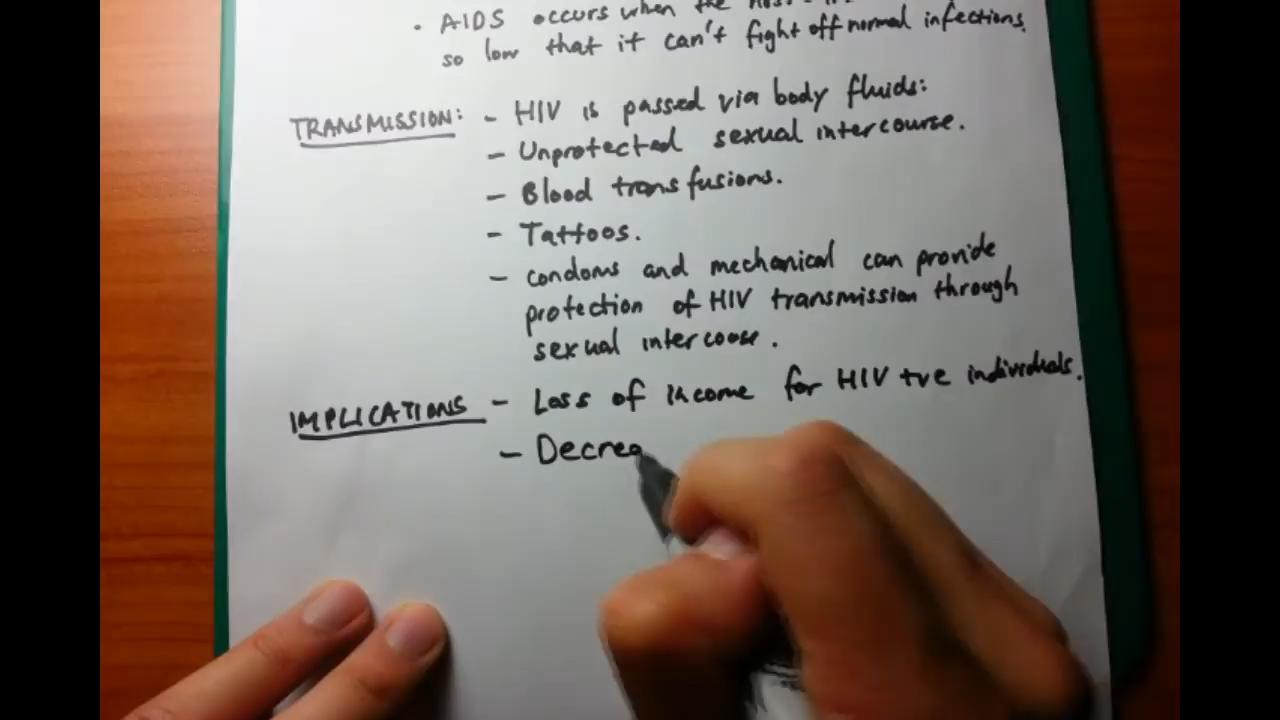 • AIDS occurs when the
so low that it can't fight off normal infections.
TRANSMISSION: - HIV is passed via body fluids:
- Unprotected sexual intercourse.
- Blood transfusions.
- Tattoos.
- condoms and mechanical can provide
protection of HIV transmission through
sexual intercoose.
IMPLICATIONS - Loss of income for HIV +ve individuals.
- Decrea